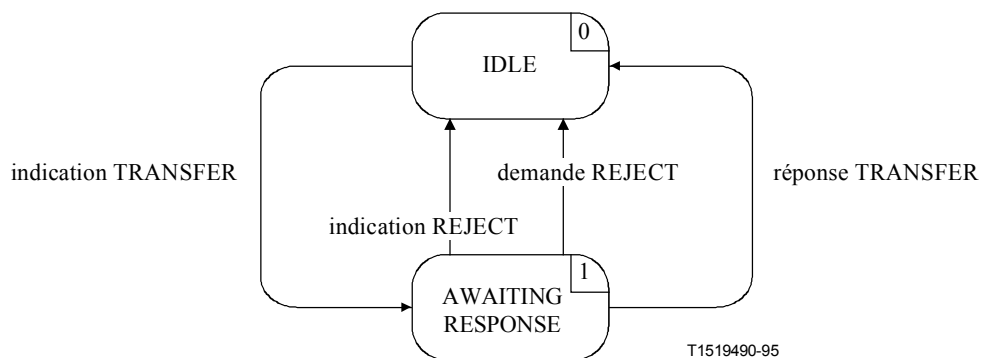 0
IDLE
indication TRANSFER
demande REJECT
réponse TRANSFER
indication REJECT
1
AWAITING
RESPONSE
T1519490-95